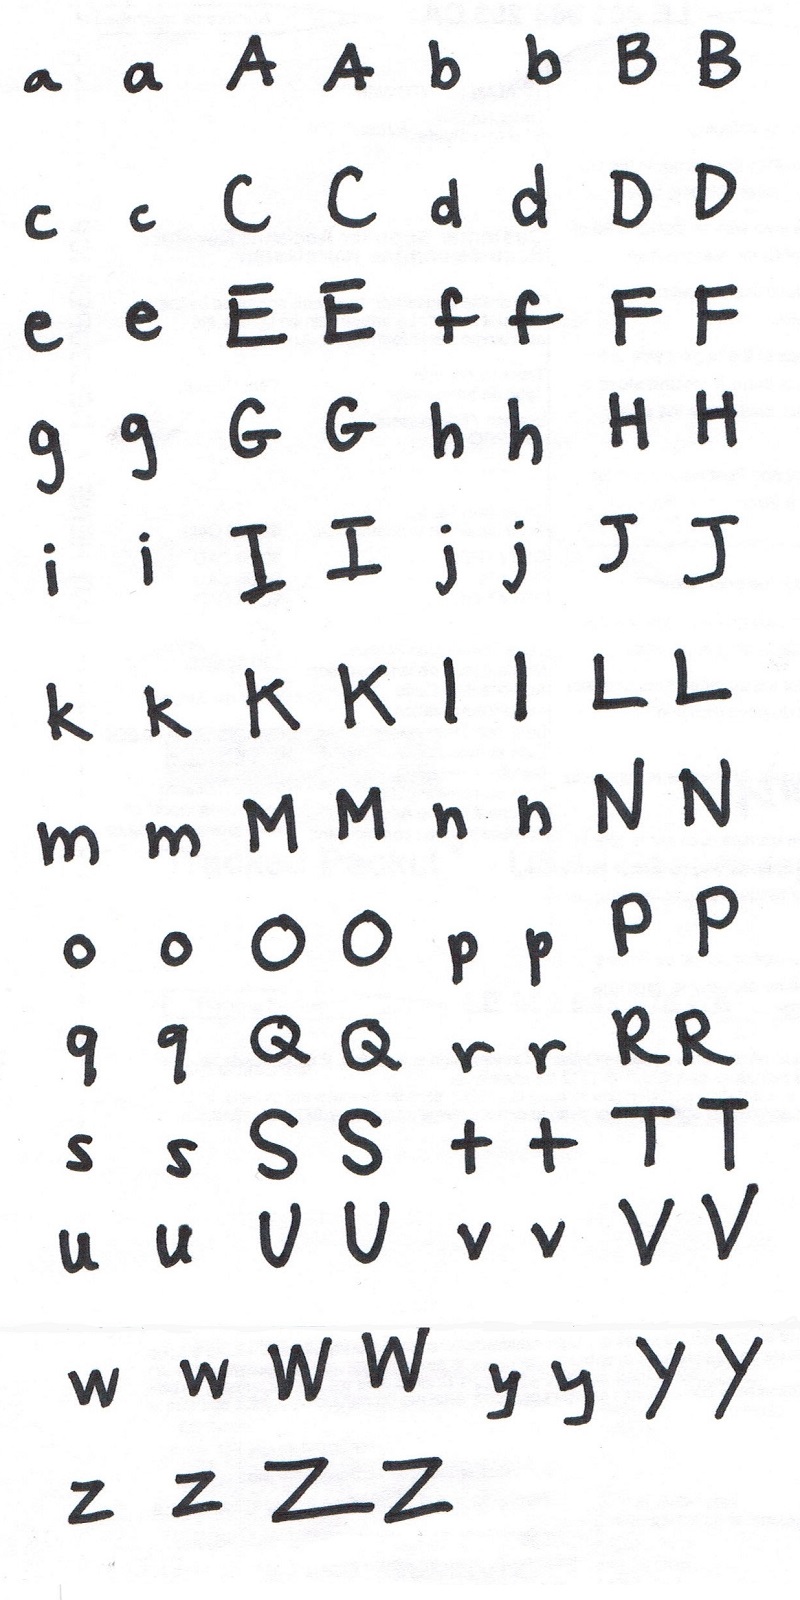 a a A A b b B B
c c C C d d D D
e e E E f f F F
g g G G h h H H
i i I I j j J J
k k K K l l L L
m m M M n n N N
o o O O p p P P
q q Q Q r r R R
s s S S t t T T
u u U U v v V V
w w W W y y Y Y
z z Z Z